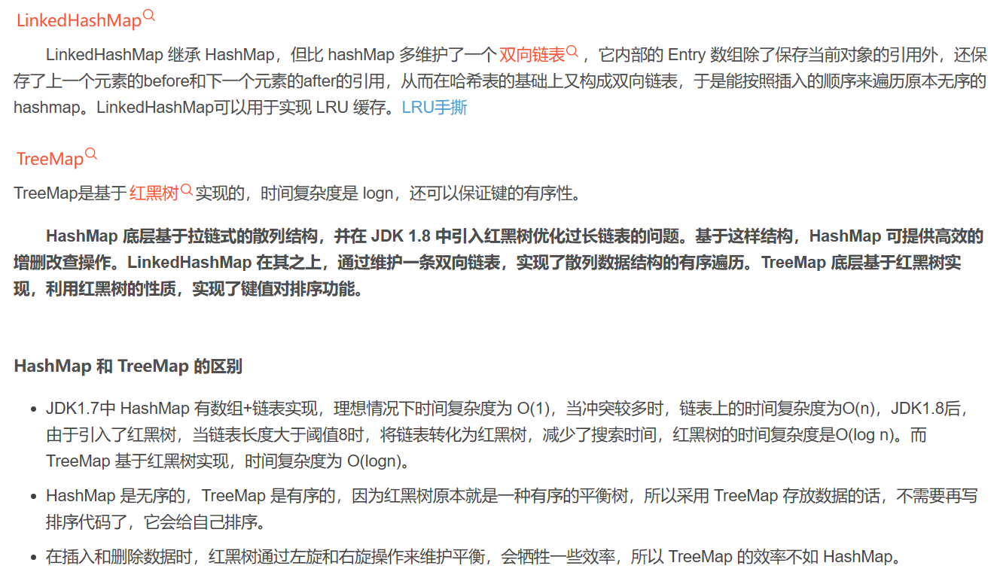 LinkedHashMap
LinkedHashMap 继承 HashMap，但比 hashMap 多维护了一个 双向链表 ，它内部的 Entry 数组除了保存当前对象的引用外，还保
存了上一个元素的before和下一个元素的after的引用，从而在哈希表的基础上又构成双向链表，于是能按照插入的顺序来遍历原本无序的
hashmap。LinkedHashMap可以用于实现 LRU 缓存。LRU手撕
TreeMap
TreeMap是基于 红黑树 实现的，时间复杂度是 logn，还可以保证键的有序性。
HashMap 底层基于拉链式的散列结构，并在 JDK 1.8 中引入红黑树优化过长链表的问题。基于这样结构，HashMap 可提供高效的
增删改查操作。LinkedHashMap 在其之上，通过维护一条双向链表，实现了散列数据结构的有序遍历。TreeMap 底层基于红黑树实
现，利用红黑树的性质，实现了键值对排序功能。
HashMap 和 TreeMap 的区别
• JDK1.7中 HashMap 有数组+链表实现，理想情况下时间复杂度为 O(1)，当冲突较多时，链表上的时间复杂度为O(n)，JDK1.8后，
由于引入了红黑树，当链表长度大于阈值8时，将链表转化为红黑树，减少了搜索时间，红黑树的时间复杂度是O(log n)。而
TreeMap 基于红黑树实现，时间复杂度为 O(logn)。
• HashMap 是无序的，TreeMap 是有序的，因为红黑树原本就是一种有序的平衡树，所以采用 TreeMap 存放数据的话，不需要再写
排序代码了，它会给自己排序。
• 在插入和删除数据时，红黑树通过左旋和右旋操作来维护平衡，会牺牲一些效率，所以 TreeMap 的效率不如 HashMap。